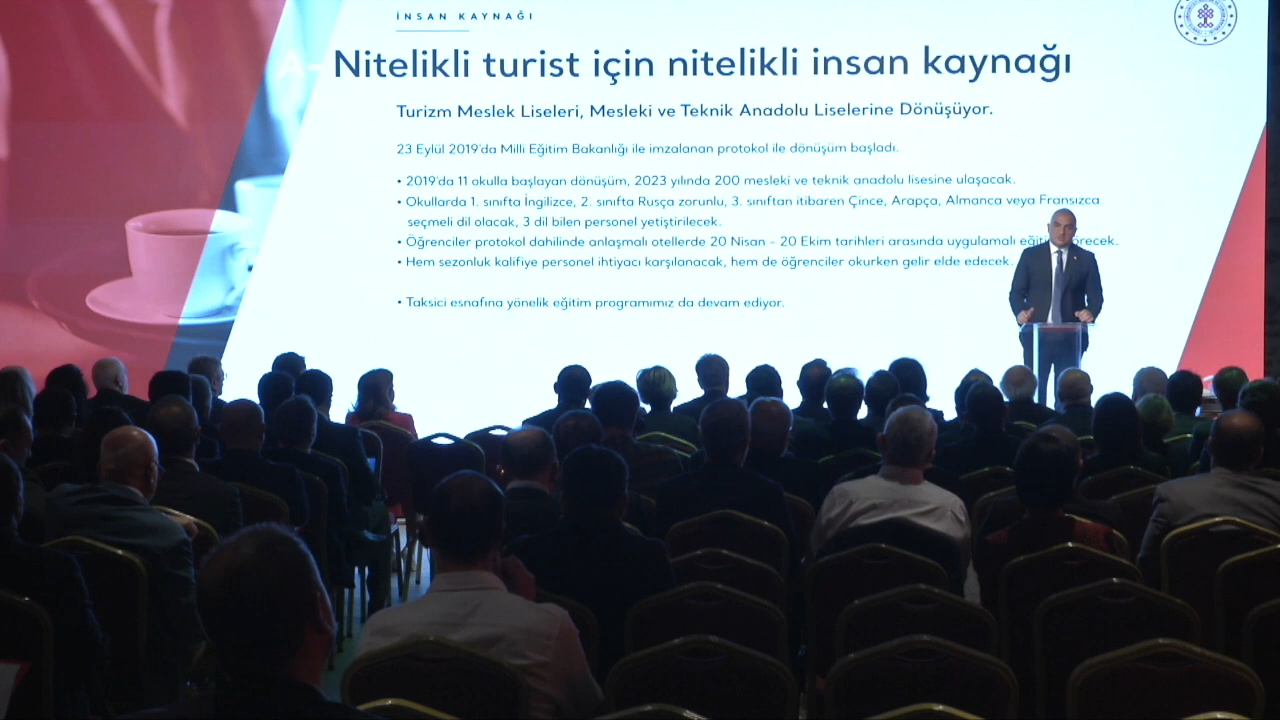 İNSAN KAYNAĞI
A- Nitelikli turist için nitelikli insan kaynağı
Turizm Meslek Liseleri, Mesleki ve Teknik Anadolu Liselerine Dönüşüyor.
23 Eylül 2019'da Milli Eğitim Bakanlığı ile imzalanan protokol ile dönüşüm başladı.
• 2019'da 11 okulla başlayan dönüşüm, 2023 yılında 200 mesleki ve teknik anadolu lisesine ulaşacak.
• Okullarda 1. sınıfta İngilizce, 2. sınıfta Rusça zorunlu, 3. sınıftan itibaren Çince, Arapça, Almanca veya Fransızca
seçmeli dil olacak, 3 dil bilen personel yetiştirilecek.
• Öğrenciler protokol dahilinde anlaşmalı otellerde 20 Nisan - 20 Ekim tarihleri arasında uygulamalı
• Hem sezonluk kalifiye personel ihtiyacı karşılanacak, hem de öğrenciler okurken gelir elde edecek.
• Taksici esnafına yönelik eğitim programımız da devam ediyor.